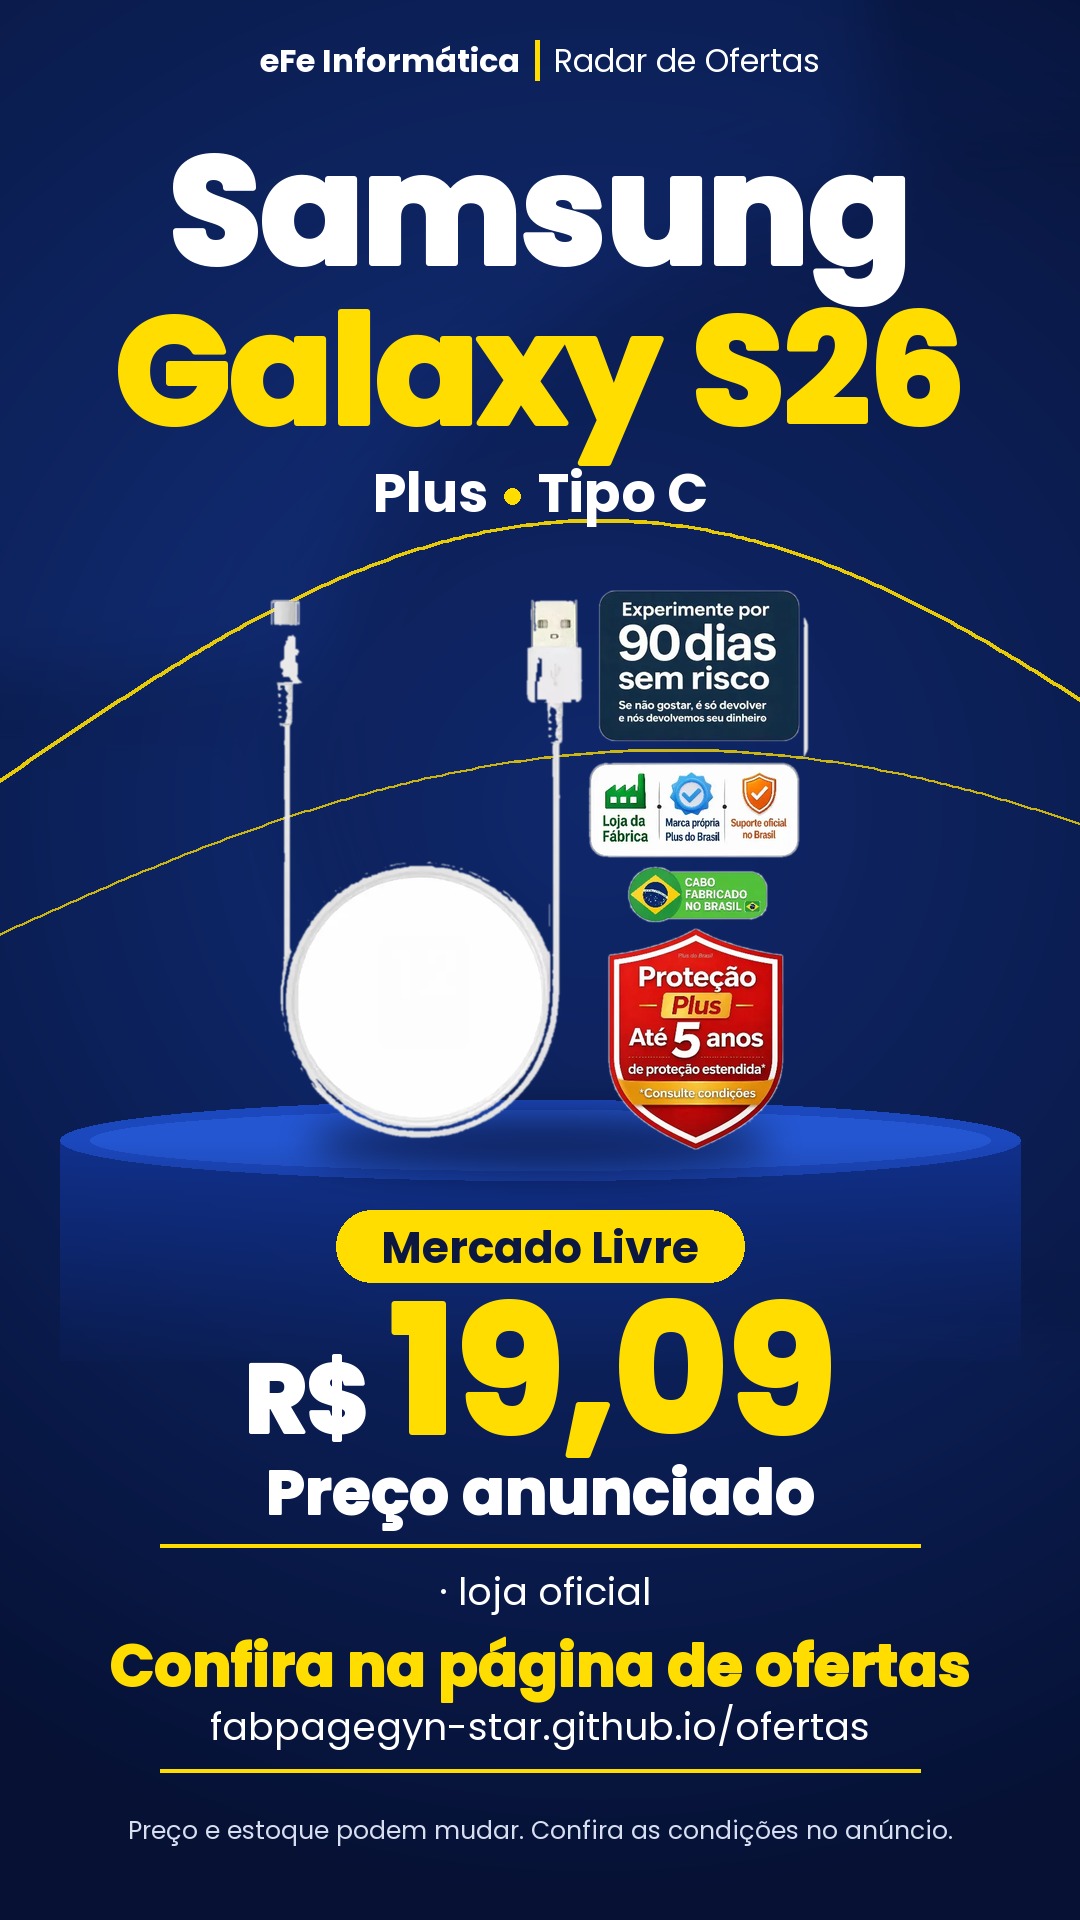 eFe Informática | Radar de Ofertas
Samsung
Galaxy S26
Plus • Tipo C
Experimente por
90 dias
sem risco
Se não gostar, é só devolver
e nós devolvemos seu dinheiro
Loja da
Fábrica
Marca própria
Plus do Brasil
Suporte oficial
no Brasil
CABO
FABRICADO
NO BRASIL
Plus do Brasil
Proteção
Plus
Até 5 anos
de proteção estendida*
*Consulte condições
Mercado Livre
R$ 19,09
Preço anunciado
· loja oficial
Confira na página de ofertas
fabpagegyn-star.github.io/ofertas
Preço e estoque podem mudar. Confira as condições no anúncio.